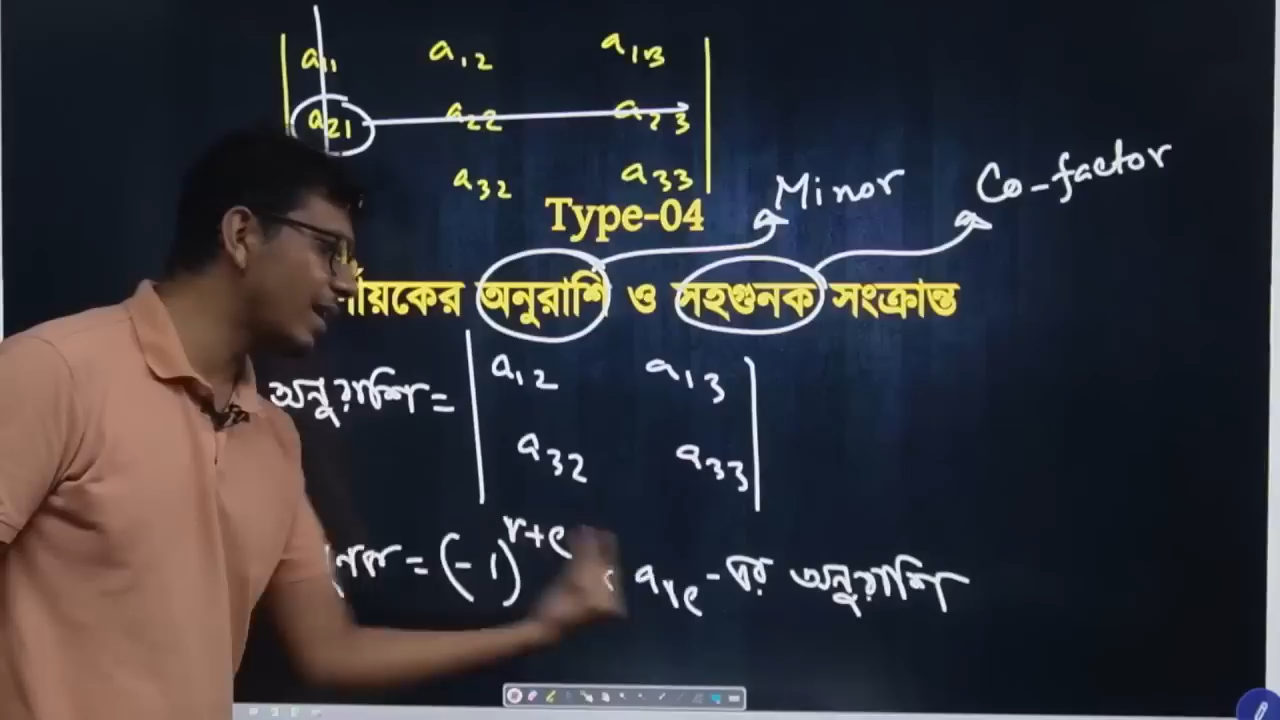 a11 a12 a13
a21 a22 a23
a32 a33
Minor Co-factor
Type-04
অনুরাশি ও সহগুনক সংক্রান্ত
অনুরাশি = a12 a13
a32 a33
= (-1)^r+c a_rc -এর অনুরাশি